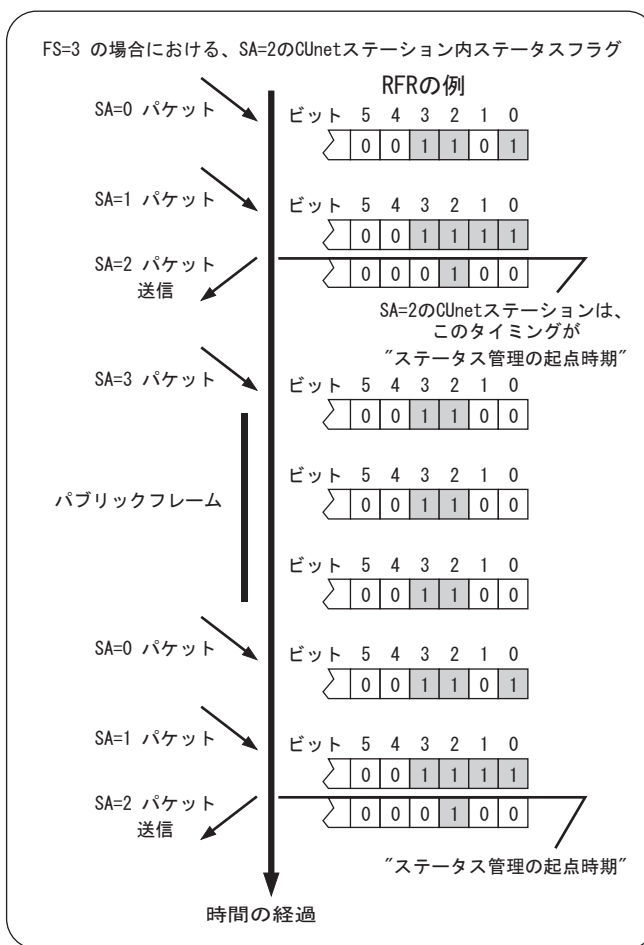 FS=3 の場合における、SA=2のCUnetステーション内ステータスフラグ
RFRの例
SA=0 パケット
ビット 5 4 3 2 1 0
0 0 1 1 0 1
SA=1 パケット
ビット 5 4 3 2 1 0
0 0 1 1 1 1
SA=2 パケット
送信
0 0 0 1 0 0
SA=2のCUnetステーションは、
このタイミングが
"ステータス管理の起点時期"
SA=3 パケット
ビット 5 4 3 2 1 0
0 0 1 1 0 0
パブリックフレーム
ビット 5 4 3 2 1 0
0 0 1 1 0 0
ビット 5 4 3 2 1 0
0 0 1 1 0 0
SA=0 パケット
ビット 5 4 3 2 1 0
0 0 1 1 0 1
SA=1 パケット
ビット 5 4 3 2 1 0
0 0 1 1 1 1
SA=2 パケット
送信
0 0 0 1 0 0
"ステータス管理の起点時期"
時間の経過